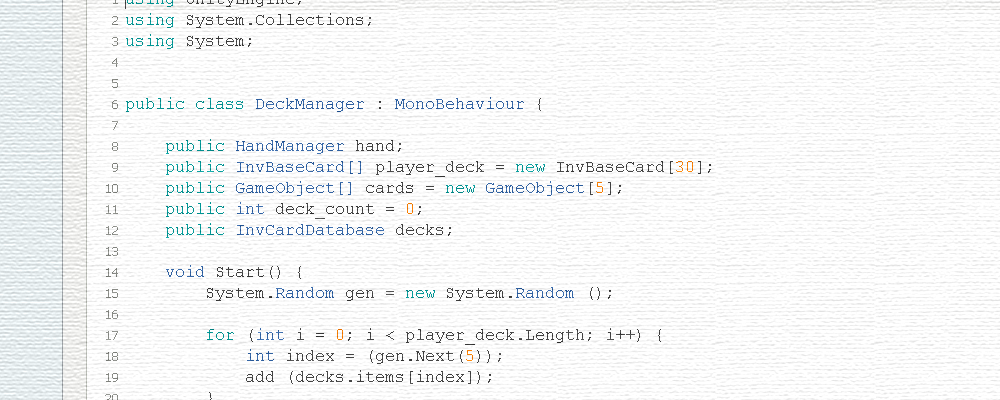 1 using UnityEngine;
2 using System.Collections;
3 using System;
4
5
6 public class DeckManager : MonoBehaviour {
7
8 public HandManager hand;
9 public InvBaseCard[] player_deck = new InvBaseCard[30];
10 public GameObject[] cards = new GameObject[5];
11 public int deck_count = 0;
12 public InvCardDatabase decks;
13
14 void Start() {
15 System.Random gen = new System.Random ();
16
17 for (int i = 0; i < player_deck.Length; i++) {
18 int index = (gen.Next(5));
19 add (decks.items[index]);
20 }